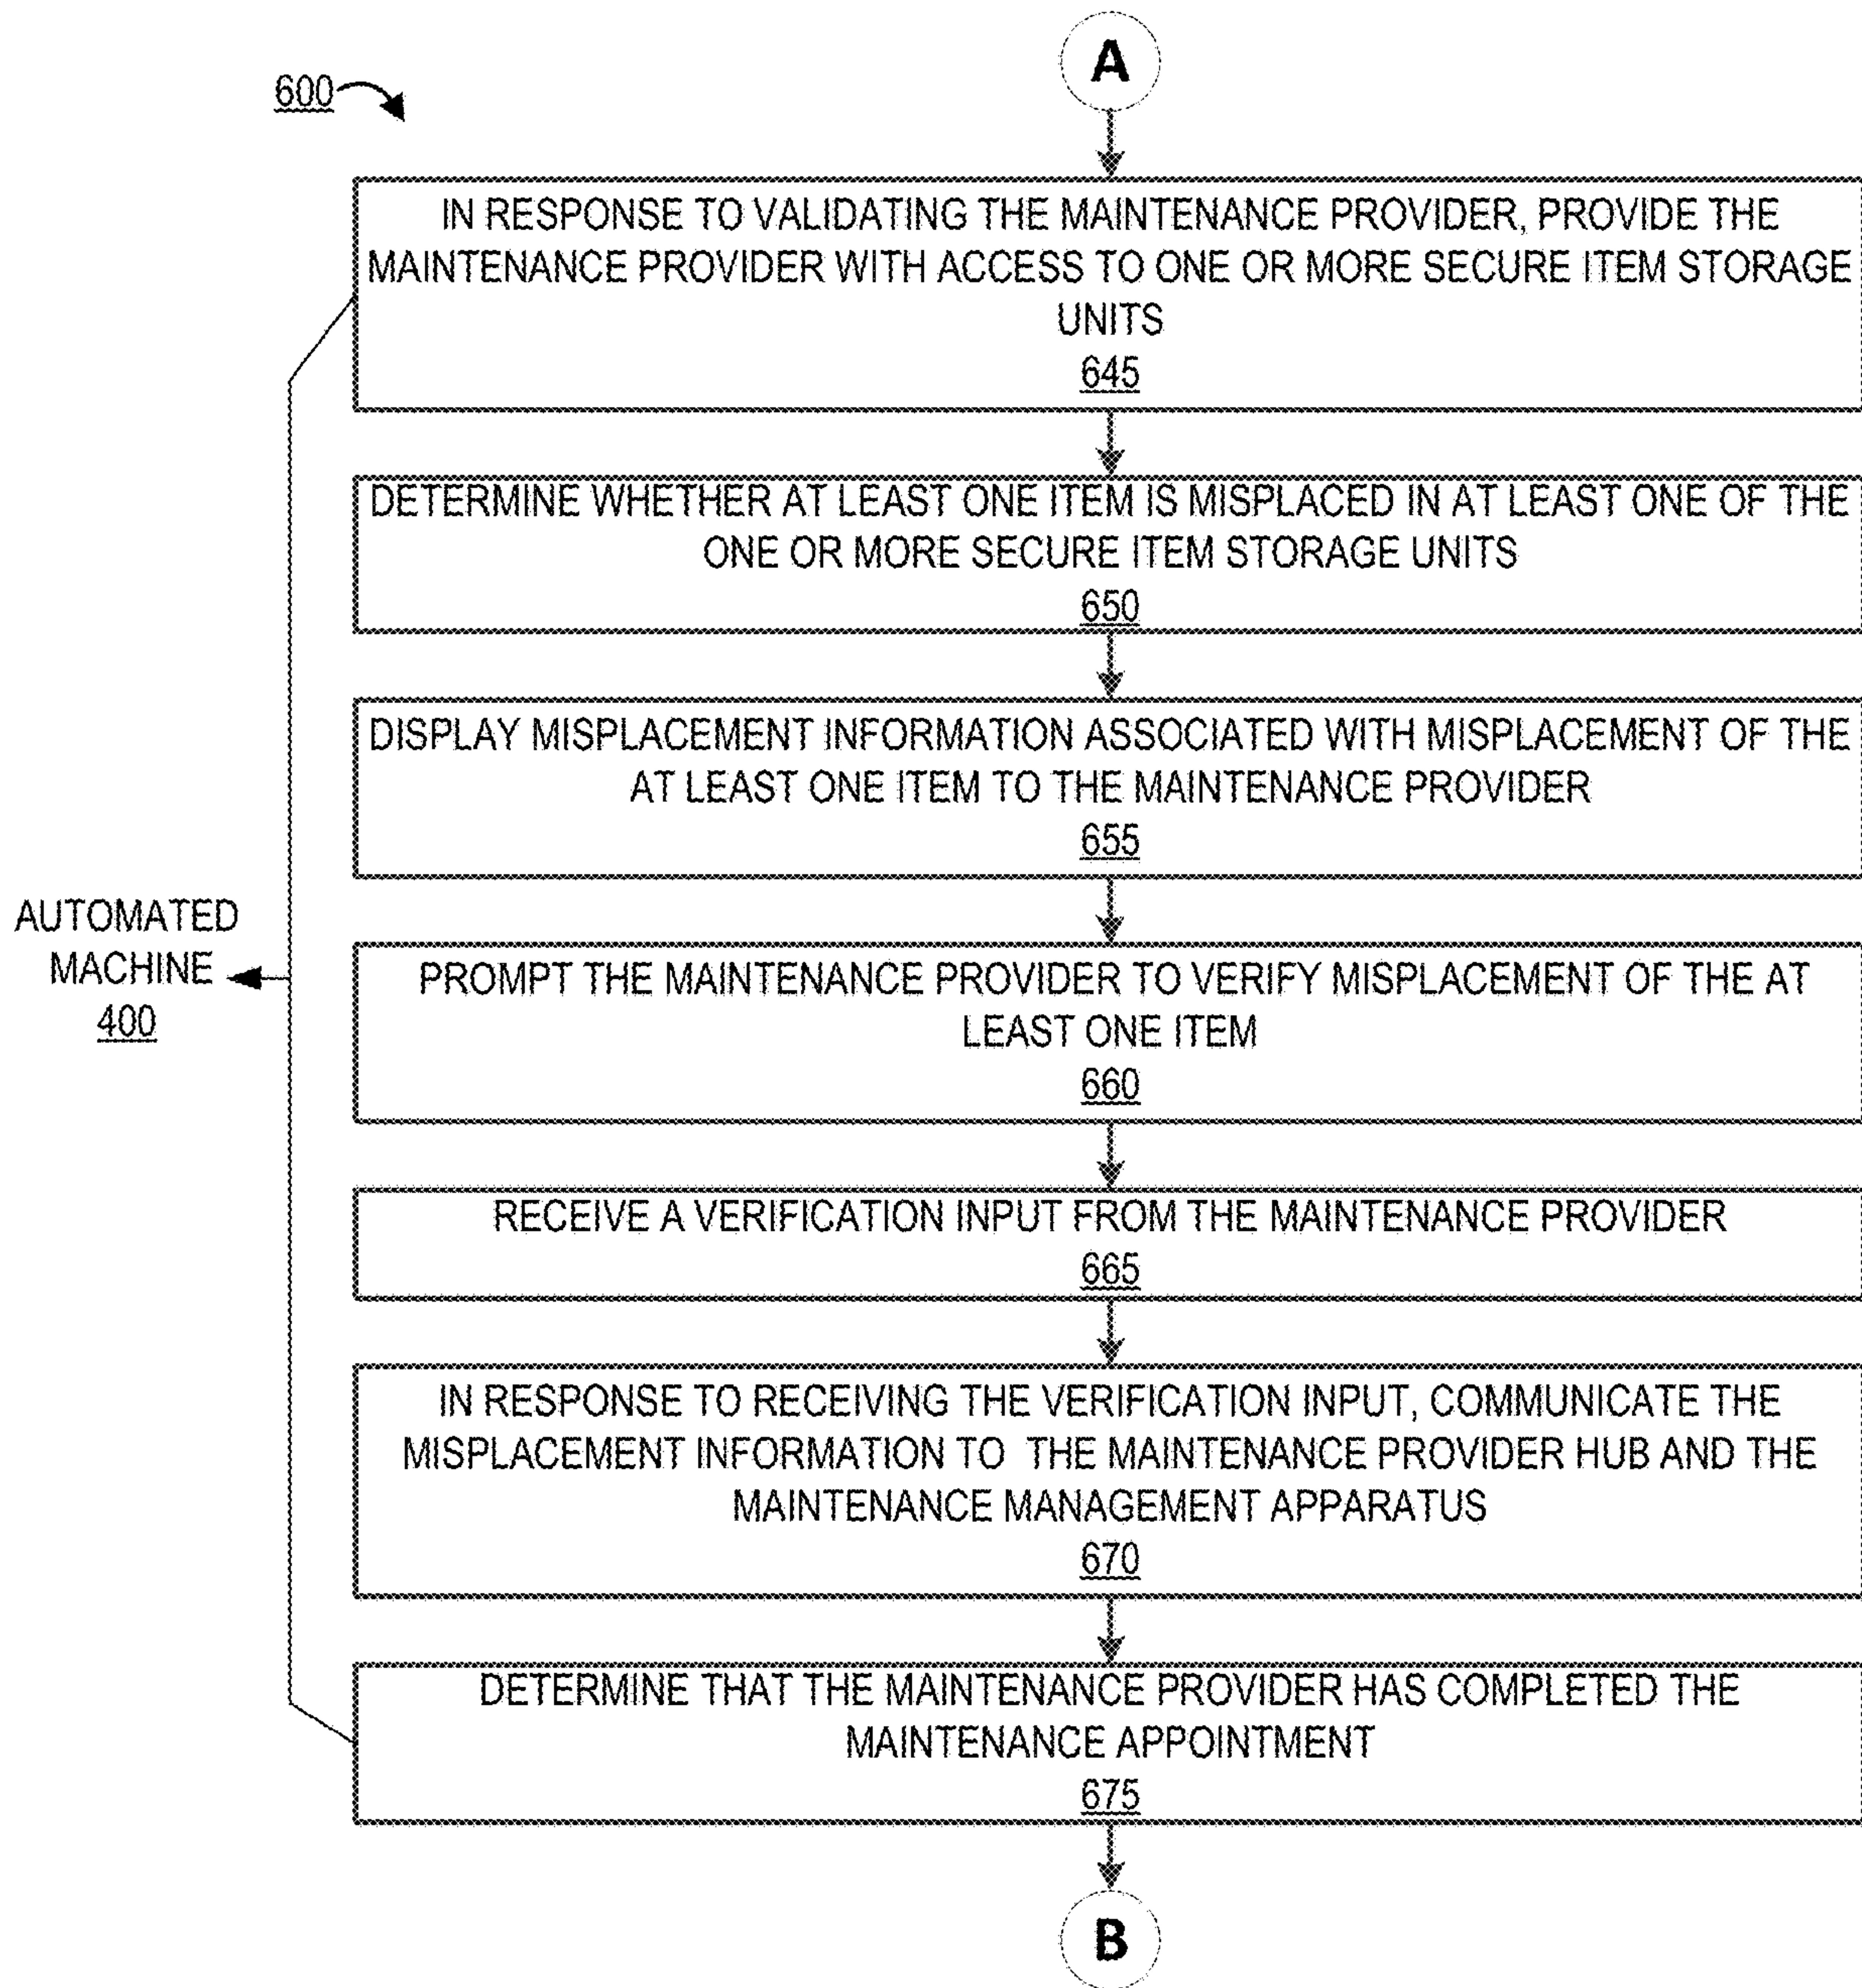 A
600
IN RESPONSE TO VALIDATING THE MAINTENANCE PROVIDER, PROVIDE THE
MAINTENANCE PROVIDER WITH ACCESS TO ONE OR MORE SECURE ITEM STORAGE
UNITS
645
DETERMINE WHETHER AT LEAST ONE ITEM IS MISPLACED IN AT LEAST ONE OF THE
ONE OR MORE SECURE ITEM STORAGE UNITS
650
DISPLAY MISPLACEMENT INFORMATION ASSOCIATED WITH MISPLACEMENT OF THE
AT LEAST ONE ITEM TO THE MAINTENANCE PROVIDER
655
AUTOMATED
MACHINE
400
PROMPT THE MAINTENANCE PROVIDER TO VERIFY MISPLACEMENT OF THE AT
LEAST ONE ITEM
660
RECEIVE A VERIFICATION INPUT FROM THE MAINTENANCE PROVIDER
665
IN RESPONSE TO RECEIVING THE VERIFICATION INPUT, COMMUNICATE THE
MISPLACEMENT INFORMATION TO THE MAINTENANCE PROVIDER HUB AND THE
MAINTENANCE MANAGEMENT APPARATUS
670
DETERMINE THAT THE MAINTENANCE PROVIDER HAS COMPLETED THE
MAINTENANCE APPOINTMENT
675
B